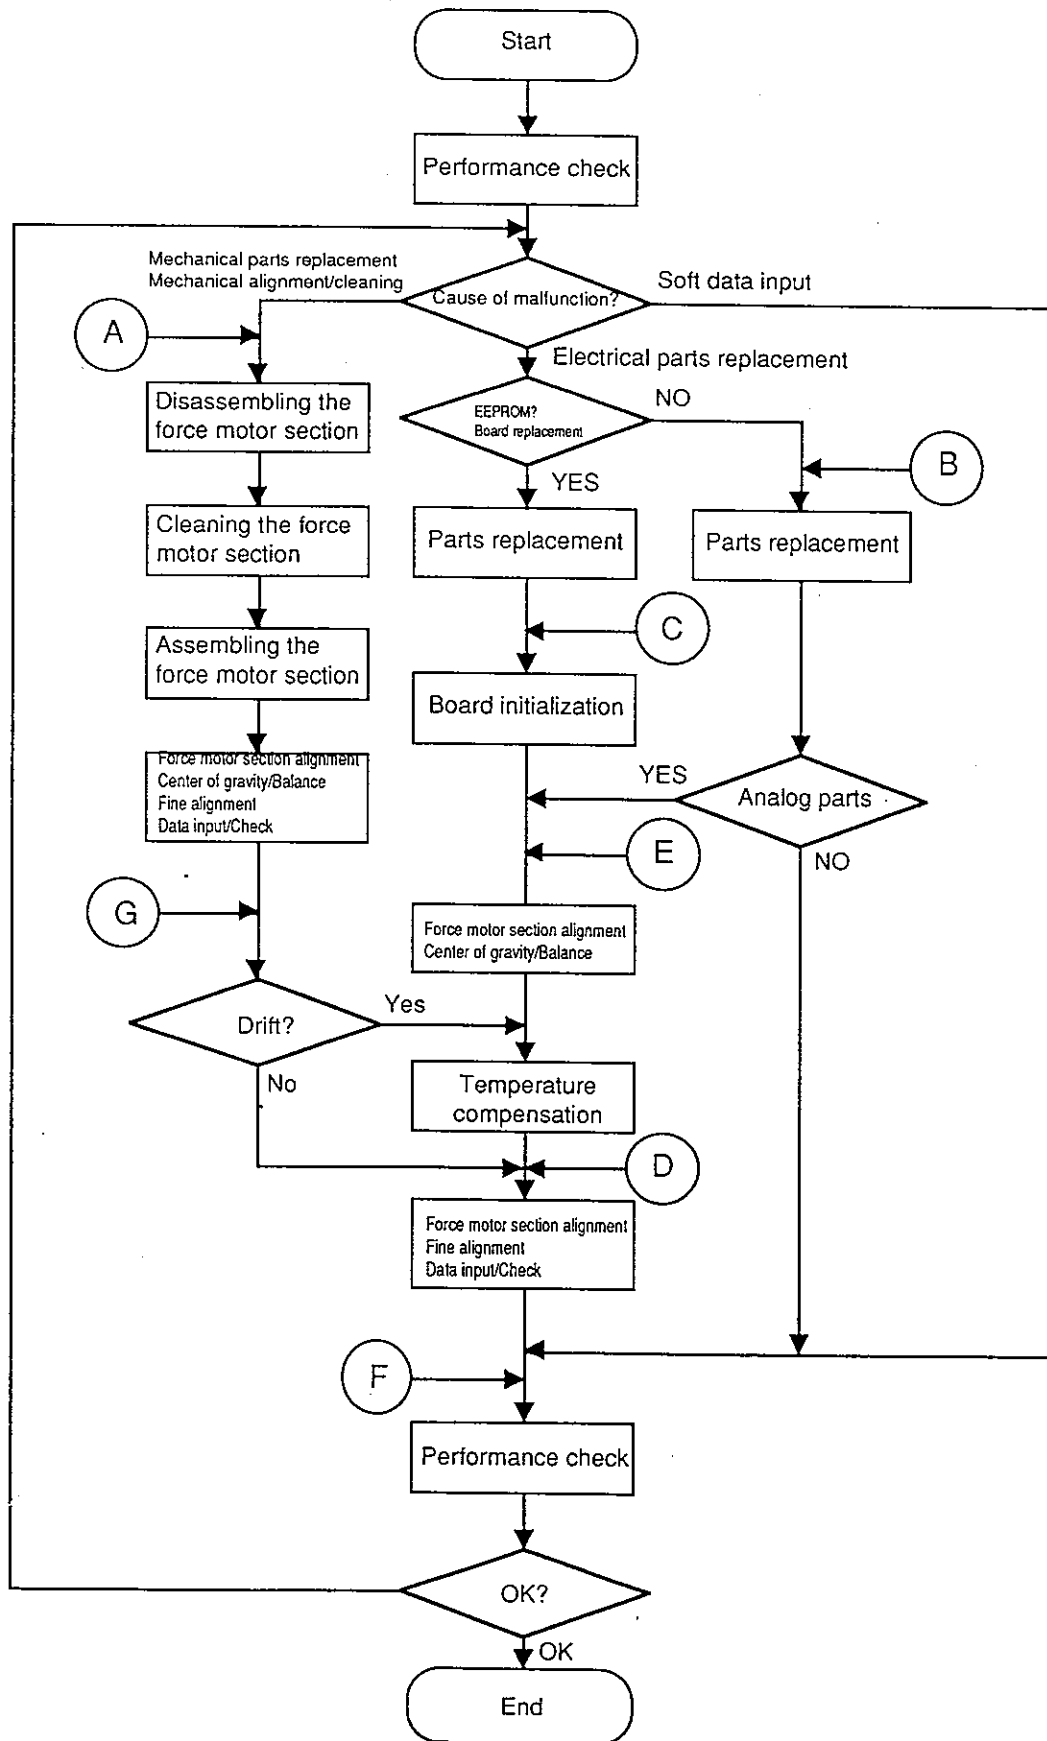 Start
Performance check
Mechanical parts replacement
Mechanical alignment/cleaning
Cause of malfunction?
Soft data input
A
Electrical parts replacement
Disassembling the
force motor section
EEPROM?
Board replacement
NO
B
YES
Cleaning the force
motor section
Parts replacement
Parts replacement
C
Assembling the
force motor section
Board initialization
Force motor section alignment
Center of gravity/Balance
Fine alignment
Data input/Check
YES
Analog parts
NO
E
G
Force motor section alignment
Center of gravity/Balance
Drift?
Yes
No
Temperature
compensation
D
Force motor section alignment
Fine alignment
Data input/Check
F
Performance check
OK?
OK
End